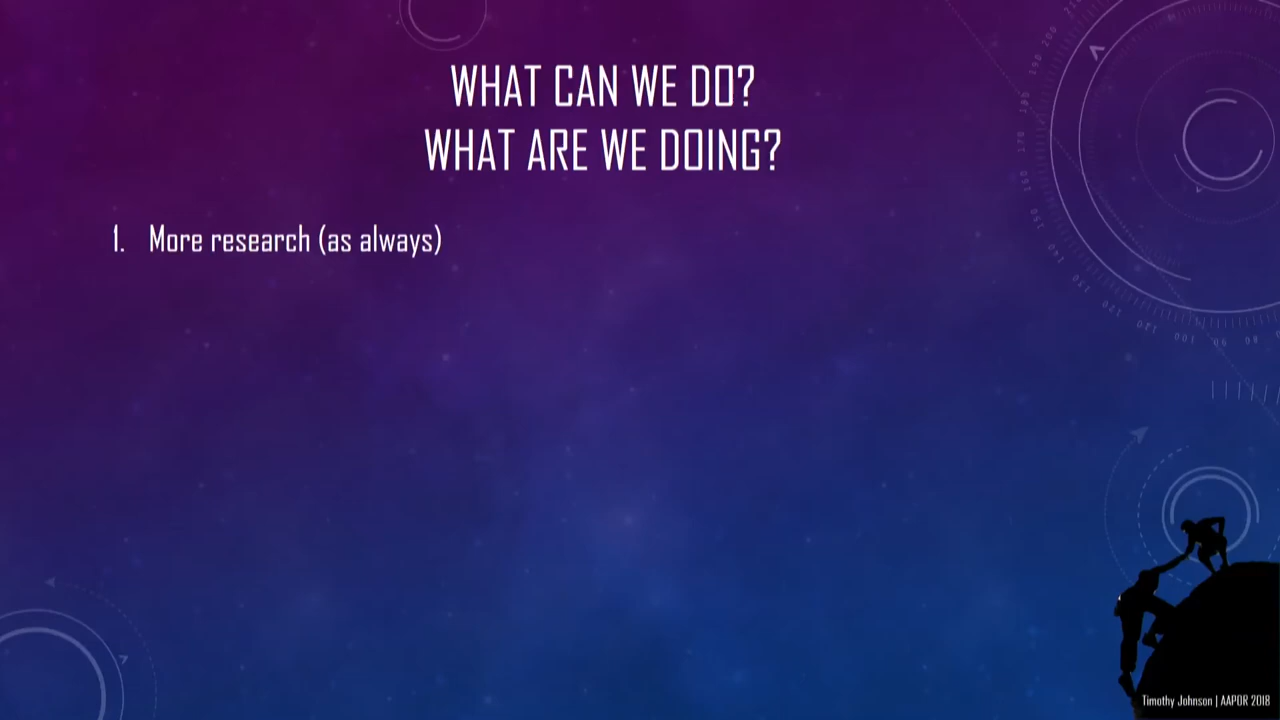 WHAT CAN WE DO?
WHAT ARE WE DOING?
1. More research (as always)
Timothy Johnson | AAPOR 2018